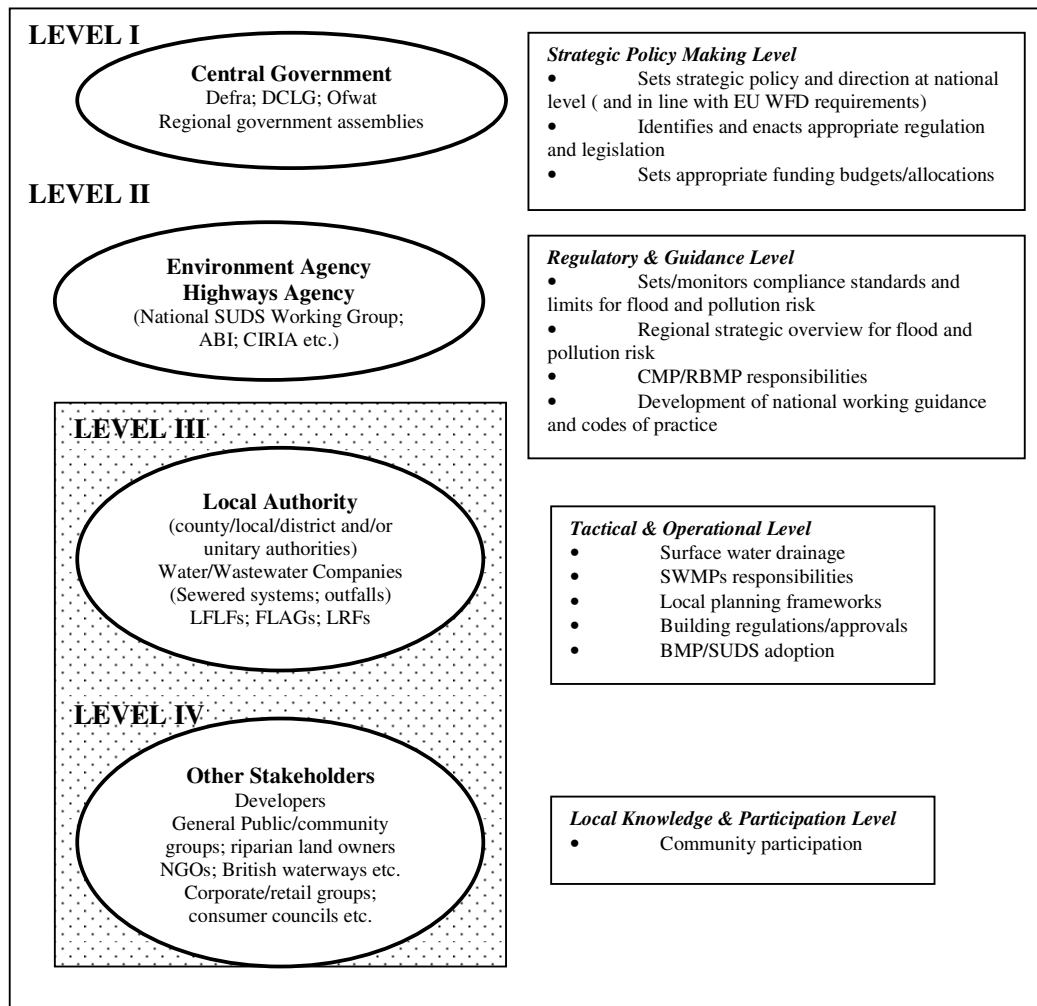 LEVEL I
Central Government
Defra; DCLG; Ofwat
Regional government assemblies
Strategic Policy Making Level
• Sets strategic policy and direction at national
level ( and in line with EU WFD requirements)
• Identifies and enacts appropriate regulation
and legislation
• Sets appropriate funding budgets/allocations
LEVEL II
Environment Agency
Highways Agency
(National SUDS Working Group;
ABI; CIRIA etc.)
Regulatory & Guidance Level
• Sets/monitors compliance standards and
limits for flood and pollution risk
• Regional strategic overview for flood and
pollution risk
• CMP/RBMP responsibilities
• Development of national working guidance
and codes of practice
LEVEL III
Local Authority
(county/local/district and/or
unitary authorities)
Water/Wastewater Companies
(Sewered systems; outfalls)
LFLFs; FLAGs; LRFs
Tactical & Operational Level
• Surface water drainage
• SWMPs responsibilities
• Local planning frameworks
• Building regulations/approvals
• BMP/SUDS adoption
LEVEL IV
Other Stakeholders
Developers
General Public/community
groups; riparian land owners
NGOs; British waterways etc.
Corporate/retail groups;
consumer councils etc.
Local Knowledge & Participation Level
• Community participation